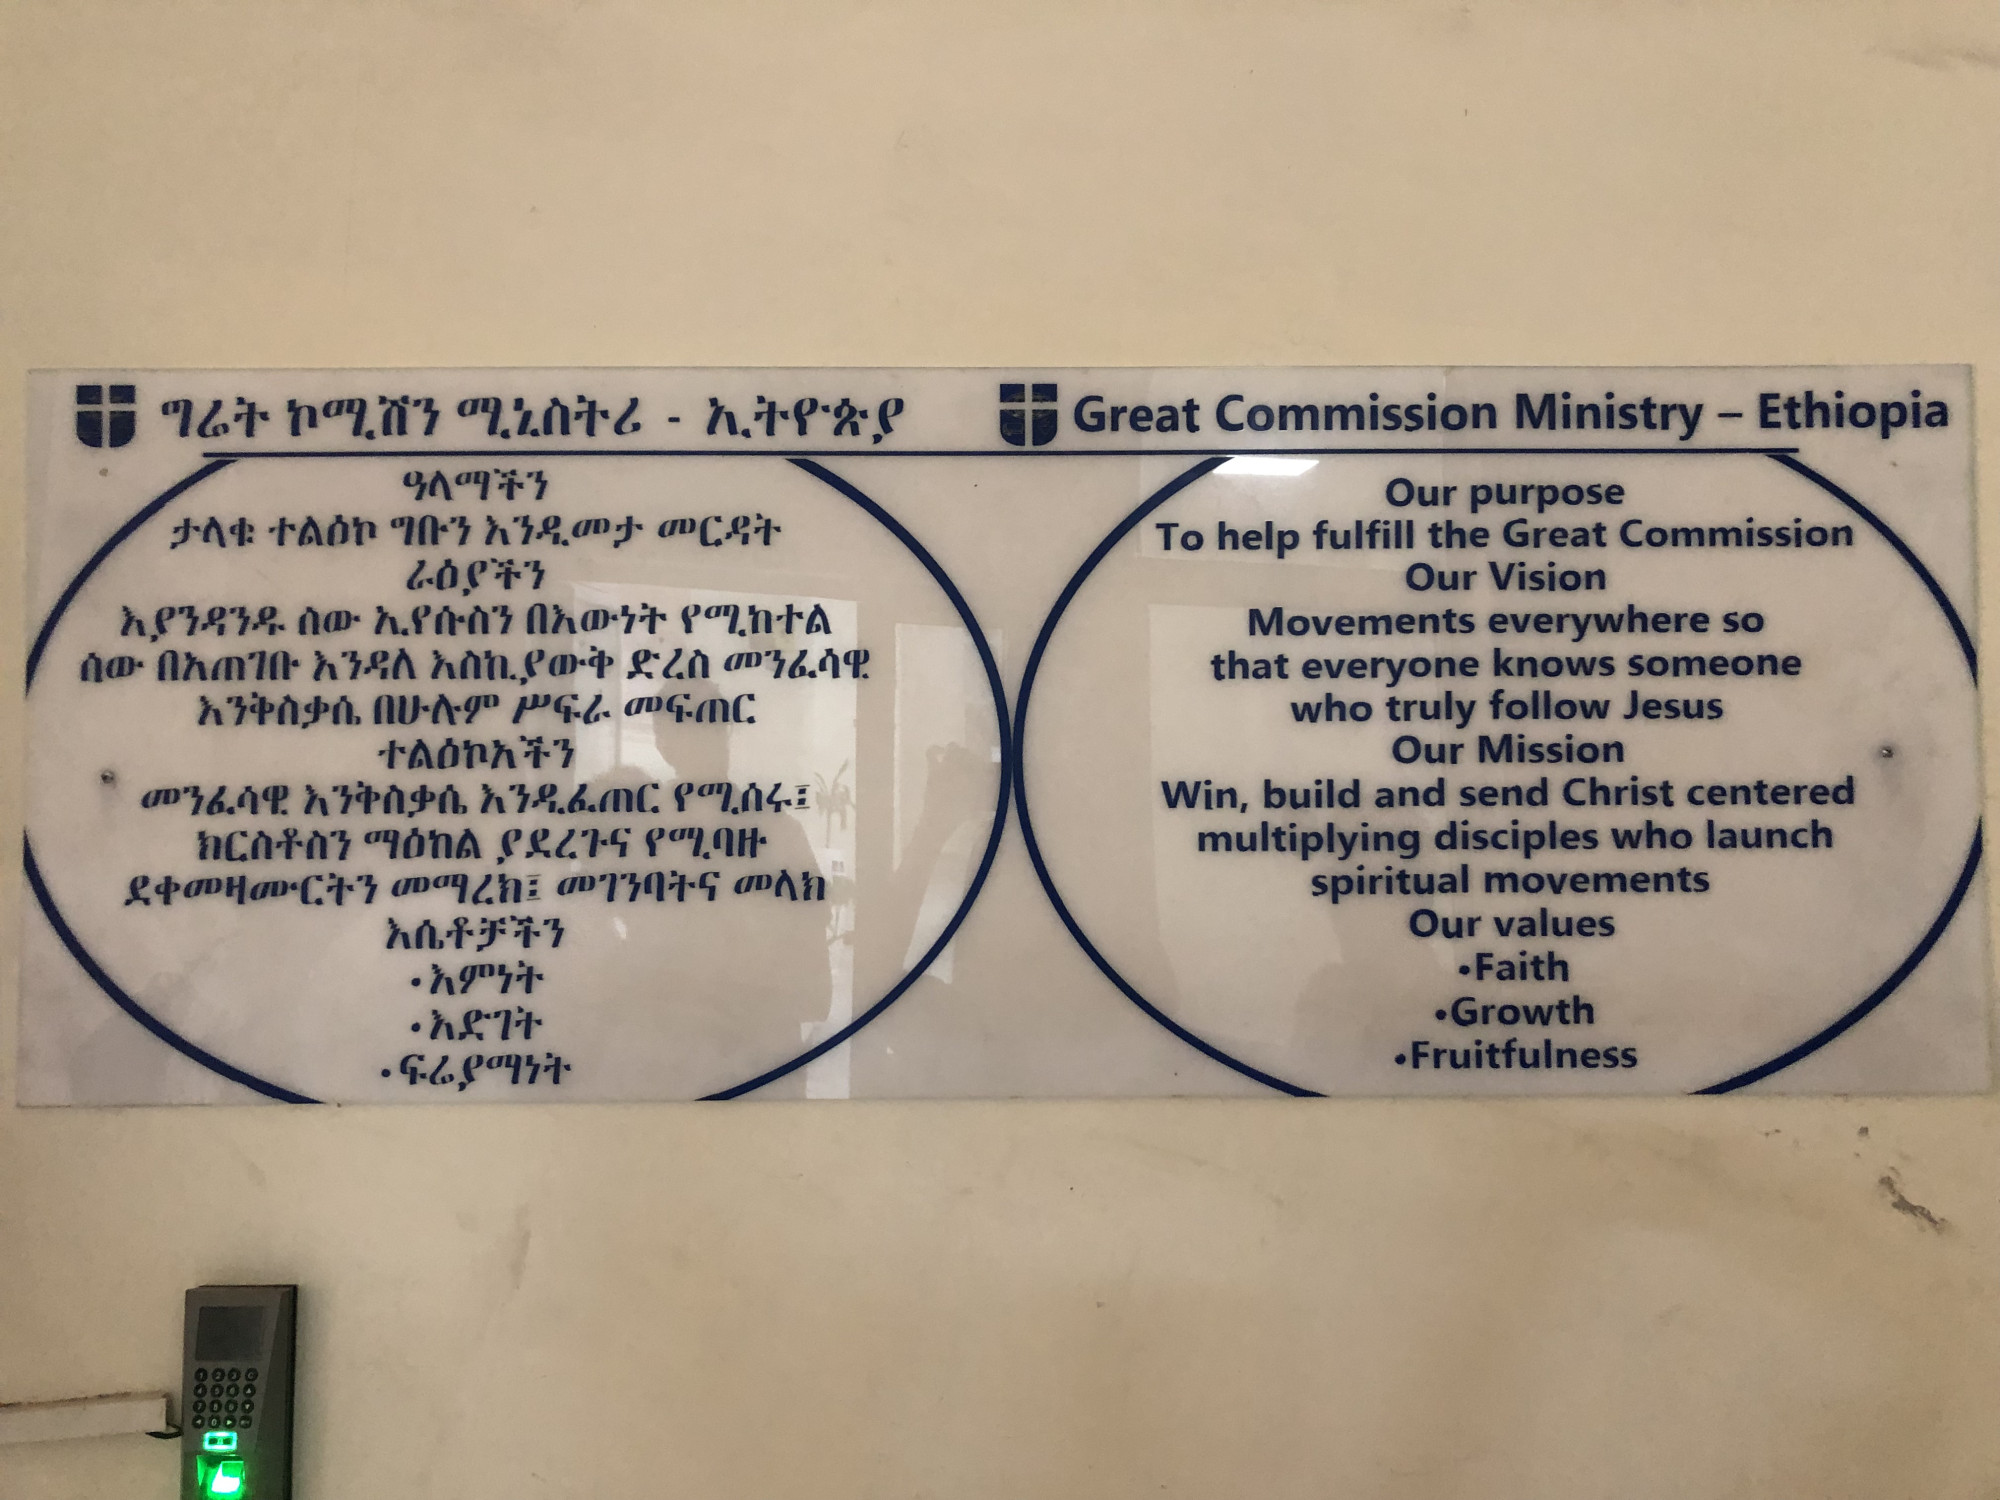 ግሬት ኮሚሽን ሚኒስትሪ - ኢትዮጵያ
ዓላማችን
ታላቁ ተልዕኮ ግቡን እንዲመታ መርዳት
ራዕያችን
እያንዳንዱ ሰው ኢየሱስን በእውነት የሚከተል
ሰው በአጠገቡ እንዳለ እስኪያውቅ ድረስ መንፈሳዊ
እንቅስቃሴ በሁሉም ሥፍራ መፍጠር
ተልዕኮአችን
መንፈሳዊ እንቅስቃሴ እንዲፈጠር የሚሰሩ፤
ክርስቶስን ማዕከል ያደረጉና የሚባዙ
ደቀመዛሙርትን መማረክ፤ መገንባትና መላክ
እሴቶቻችን
•እምነት
•እድገት
•ፍሬያማነት
Great Commission Ministry – Ethiopia
Our purpose
To help fulfill the Great Commission
Our Vision
Movements everywhere so
that everyone knows someone
who truly follow Jesus
Our Mission
Win, build and send Christ centered
multiplying disciples who launch
spiritual movements
Our values
•Faith
•Growth
•Fruitfulness